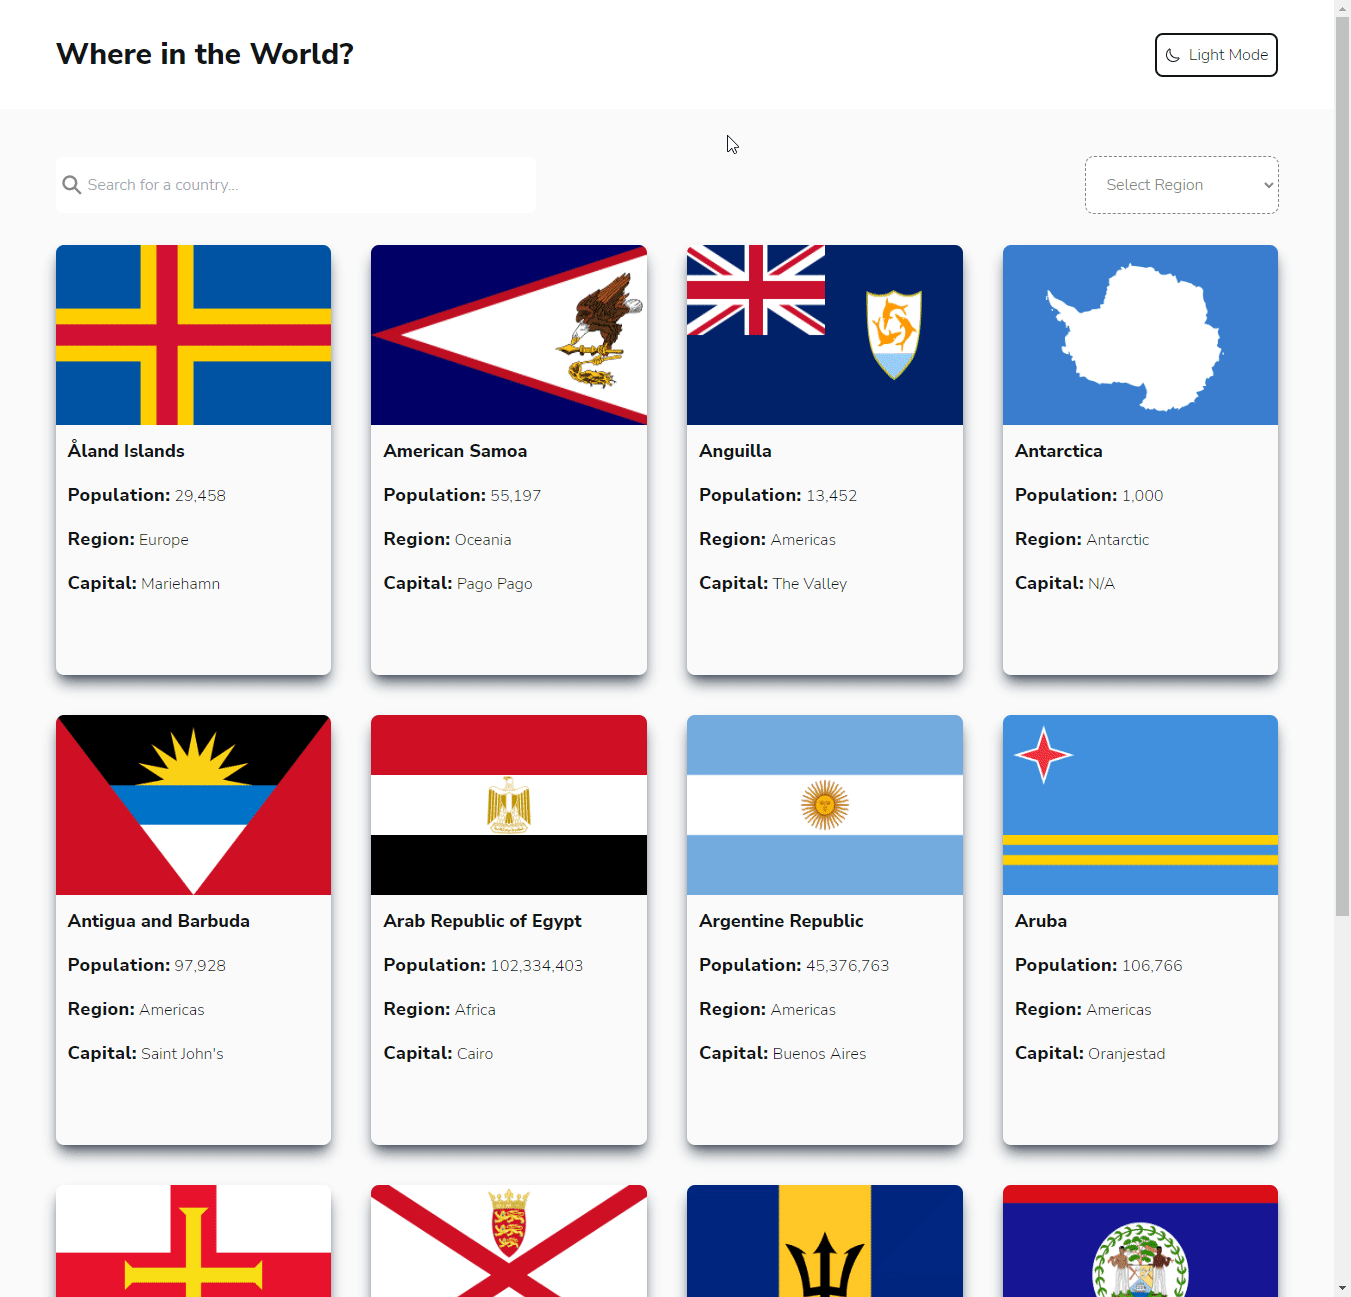 Where in the World?
Light Mode
Search for a country...
Select Region
Åland Islands
Population: 29,458
Region: Europe
Capital: Mariehamn
American Samoa
Population: 55,197
Region: Oceania
Capital: Pago Pago
Anguilla
Population: 13,452
Region: Americas
Capital: The Valley
Antarctica
Population: 1,000
Region: Antarctic
Capital: N/A
Antigua and Barbuda
Population: 97,928
Region: Americas
Capital: Saint John's
Arab Republic of Egypt
Population: 102,334,403
Region: Africa
Capital: Cairo
Argentine Republic
Population: 45,376,763
Region: Americas
Capital: Buenos Aires
Aruba
Population: 106,766
Region: Americas
Capital: Oranjestad